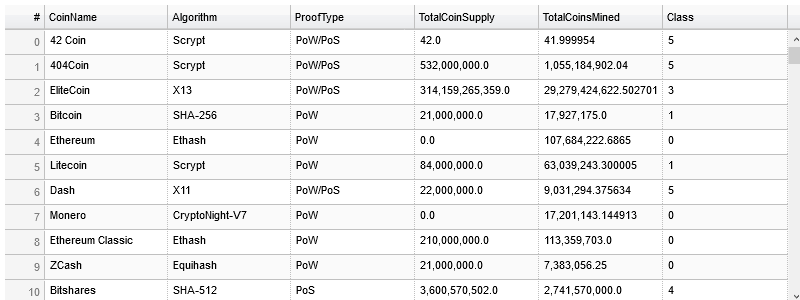 # CoinName Algorithm ProofType TotalCoinSupply TotalCoinsMined Class
0 42 Coin Scrypt PoW/PoS 42.0 41.999954 5
1 404Coin Scrypt PoW/PoS 532,000,000.0 1,055,184,902.04 5
2 EliteCoin X13 PoW/PoS 314,159,265,359.0 29,279,424,622.502701 3
3 Bitcoin SHA-256 PoW 21,000,000.0 17,927,175.0 1
4 Ethereum Ethash PoW 0.0 107,684,222.6865 0
5 Litecoin Scrypt PoW 84,000,000.0 63,039,243.300005 1
6 Dash X11 PoW/PoS 22,000,000.0 9,031,294.375634 5
7 Monero CryptoNight-V7 PoW 0.0 17,201,143.144913 0
8 Ethereum Classic Ethash PoW 210,000,000.0 113,359,703.0 0
9 ZCash Equihash PoW 21,000,000.0 7,383,056.25 0
10 Bitshares SHA-512 PoS 3,600,570,502.0 2,741,570,000.0 4